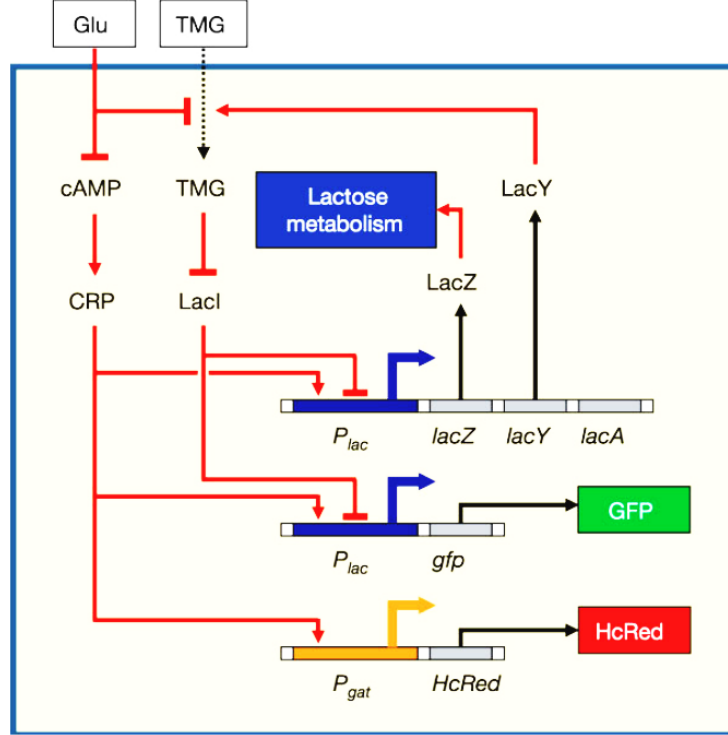 Glu
TMG
cAMP
TMG
Lactose
metabolism
LacY
LacZ
CRP
LacI
Plac
lacZ
lacY
lacA
Plac
gfp
GFP
Pgat
HcRed
HcRed